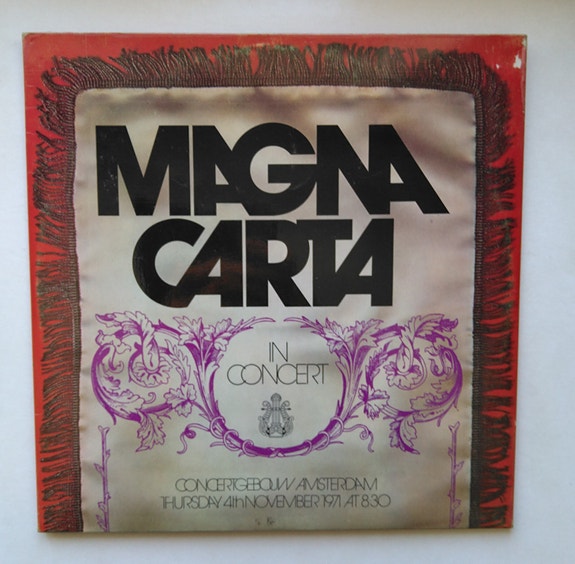 MAGNA
CARTA
IN
CONCERT
CONCERTGEBOUW AMSTERDAM
THURSDAY 4th NOVEMBER 1971 AT 8.30